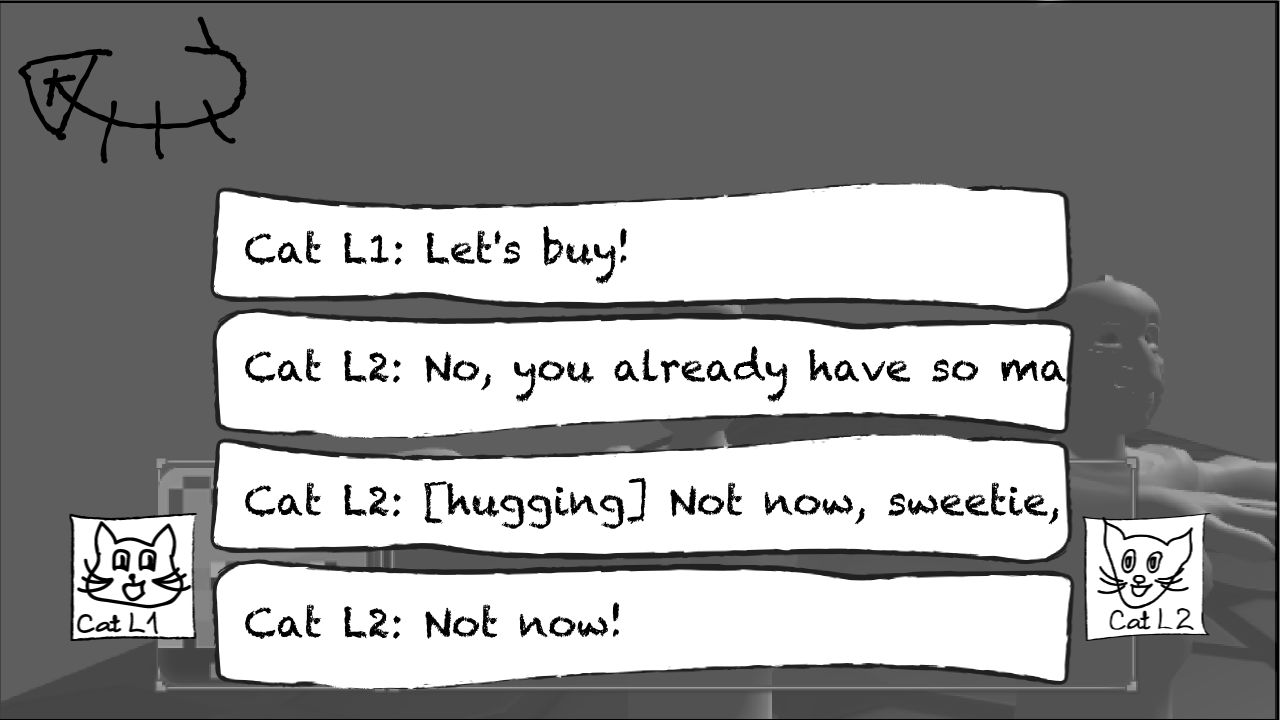 Cat L1: Let's buy!
Cat L2: No, you already have so ma
Cat L2: [hugging] Not now, sweetie,
Cat L2: Not now!
Cat L1
Cat L2